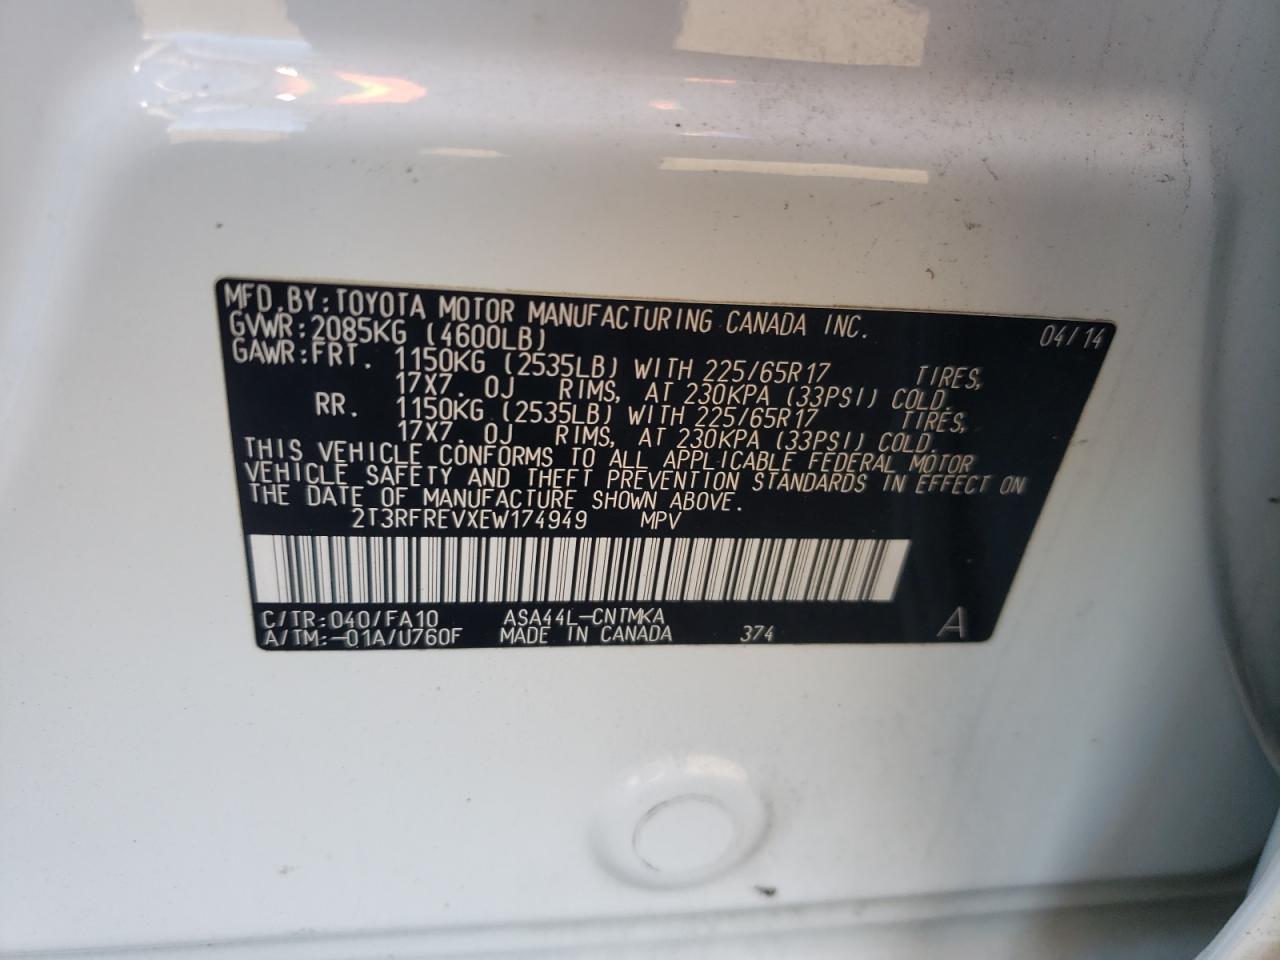 MFD.BY:TOYOTA MOTOR MANUFACTURING CANADA INC. 04/14
GVWR:2085KG (4600LB)
GAWR:FRT. 1150KG (2535LB) WITH 225/65R17 TIRES,
17X7.0J RIMS, AT 230KPA (33PSI) COLD.
RR. 1150KG (2535LB) WITH 225/65R17 TIRES,
17X7.0J RIMS, AT 230KPA (33PSI) COLD.
THIS VEHICLE CONFORMS TO ALL APPLICABLE FEDERAL MOTOR
VEHICLE SAFETY AND THEFT PREVENTION STANDARDS IN EFFECT ON
THE DATE OF MANUFACTURE SHOWN ABOVE.
2T3RFREVXEW174949 MPV
C/TR:040/FA10 ASA44L-CNTMKA
A/TM:-01A/U760F MADE IN CANADA 374 A